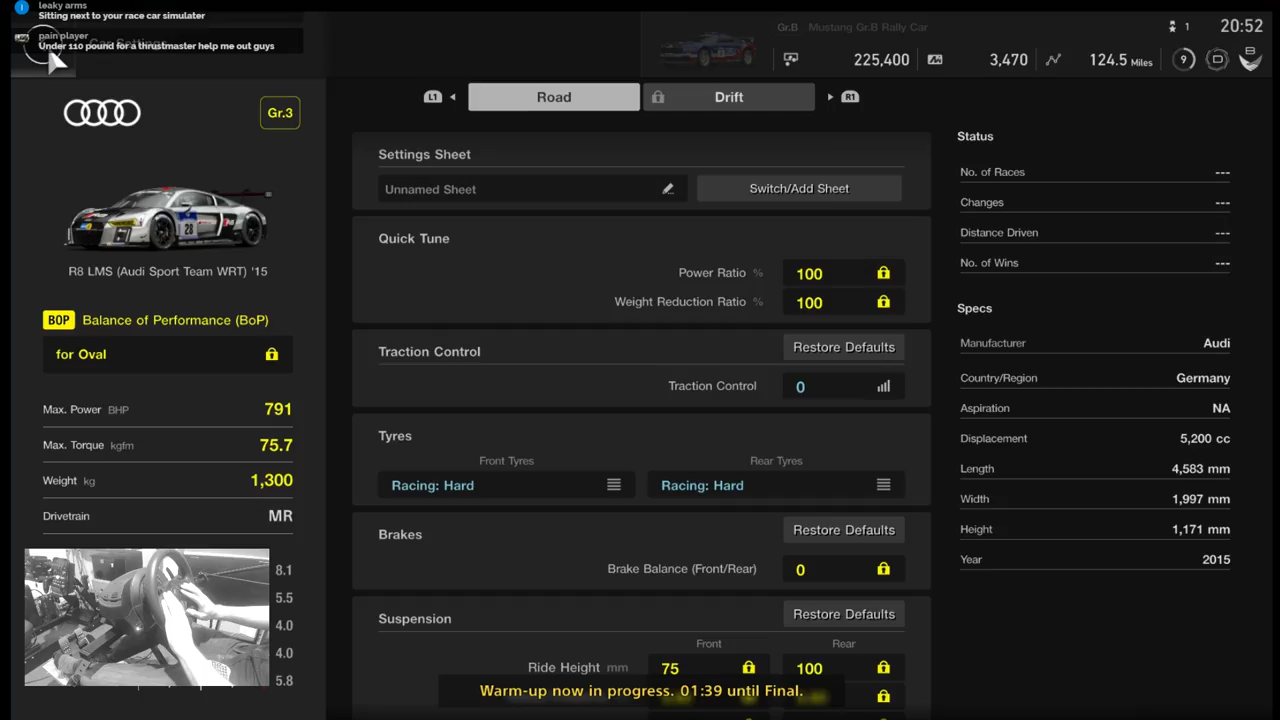 leaky arms
Sitting next to your race car simulater
pain player
Under 110 pound for a thrustmaster help me out guys
Car Settings
Gr.B Mustang Gr.B Rally Car
1 20:52
225,400 3,470 124.5 Miles 9
L1 Road Drift R1
Gr.3
28
R8 LMS (Audi Sport Team WRT) '15
BOP Balance of Performance (BoP)
for Oval
Max. Power BHP 791
Max. Torque kgfm 75.7
Weight kg 1,300
Drivetrain MR
8.1
5.5
4.0
4.0
5.8
Settings Sheet
Unnamed Sheet Switch/Add Sheet
Quick Tune
Power Ratio % 100
Weight Reduction Ratio % 100
Traction Control Restore Defaults
Traction Control 0
Tyres
Front Tyres Rear Tyres
Racing: Hard Racing: Hard
Brakes Restore Defaults
Brake Balance (Front/Rear) 0
Suspension Restore Defaults
Front Rear
Ride Height mm 75 100
Warm-up now in progress. 01:39 until Final.
Status
No. of Races ---
Changes ---
Distance Driven ---
No. of Wins ---
Specs
Manufacturer Audi
Country/Region Germany
Aspiration NA
Displacement 5,200 cc
Length 4,583 mm
Width 1,997 mm
Height 1,171 mm
Year 2015